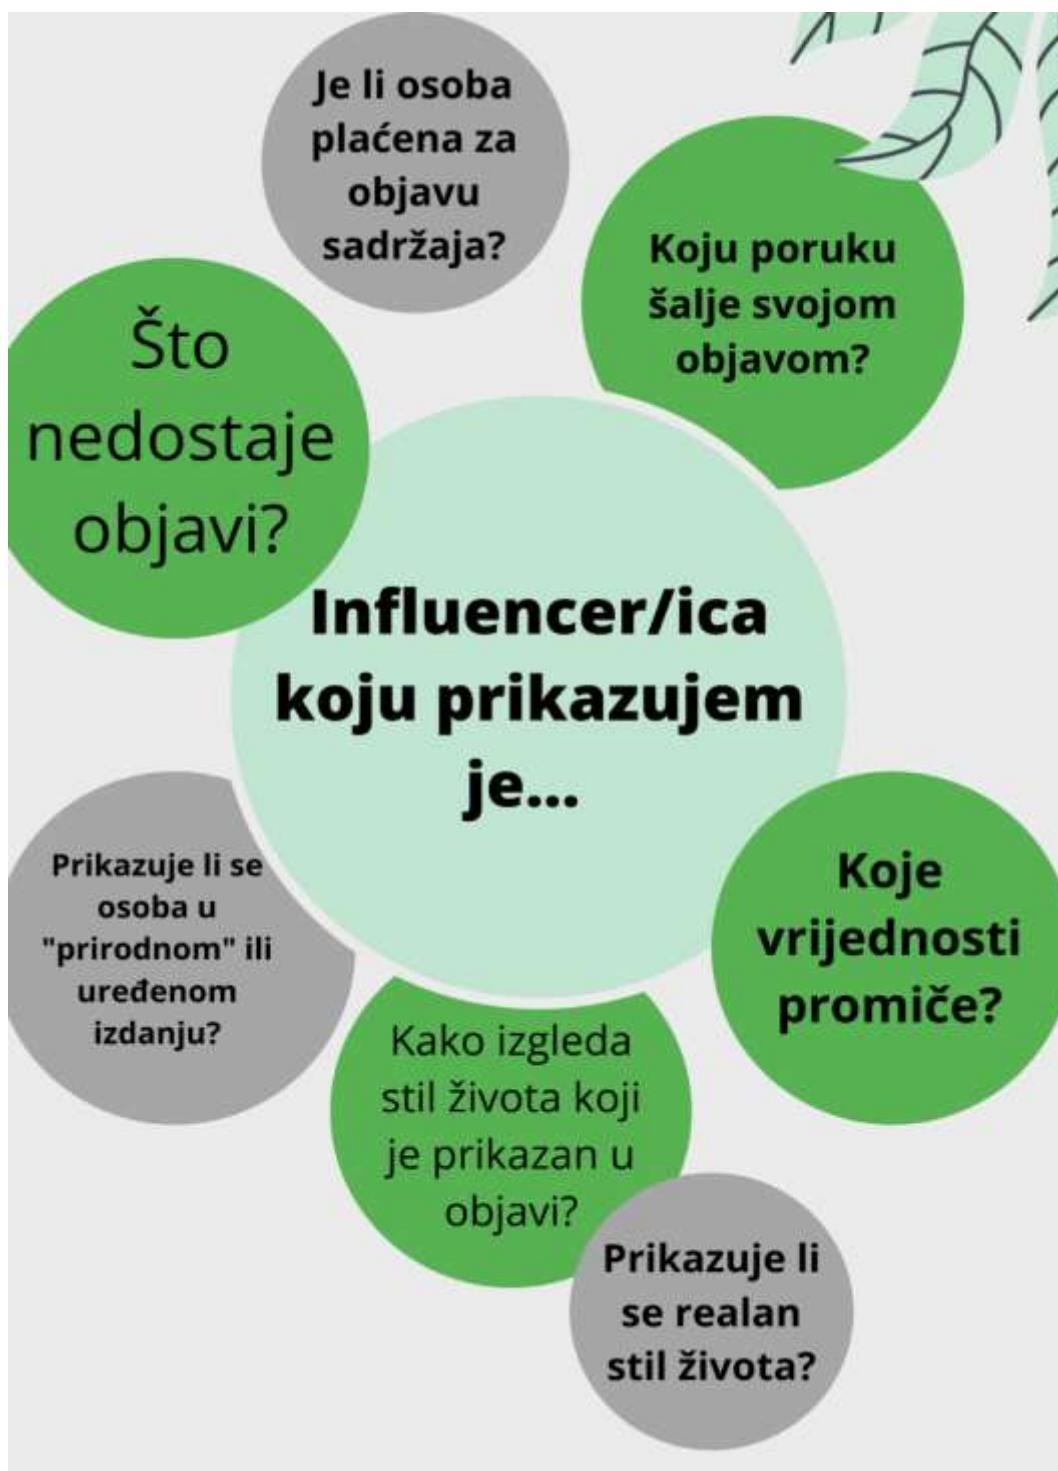 Je li osoba
plaćena za
objavu
sadržaja?
Koju poruku
šalje svojom
objavom?
Što
nedostaje
objavi?
Influencer/ica
koju prikazujem
je...
Prikazuje li se
osoba u
"prirodnom" ili
uređenom
izdanju?
Koje
vrijednosti
promiče?
Kako izgleda
stil života koji
je prikazan u
objavi?
Prikazuje li
se realan
stil života?